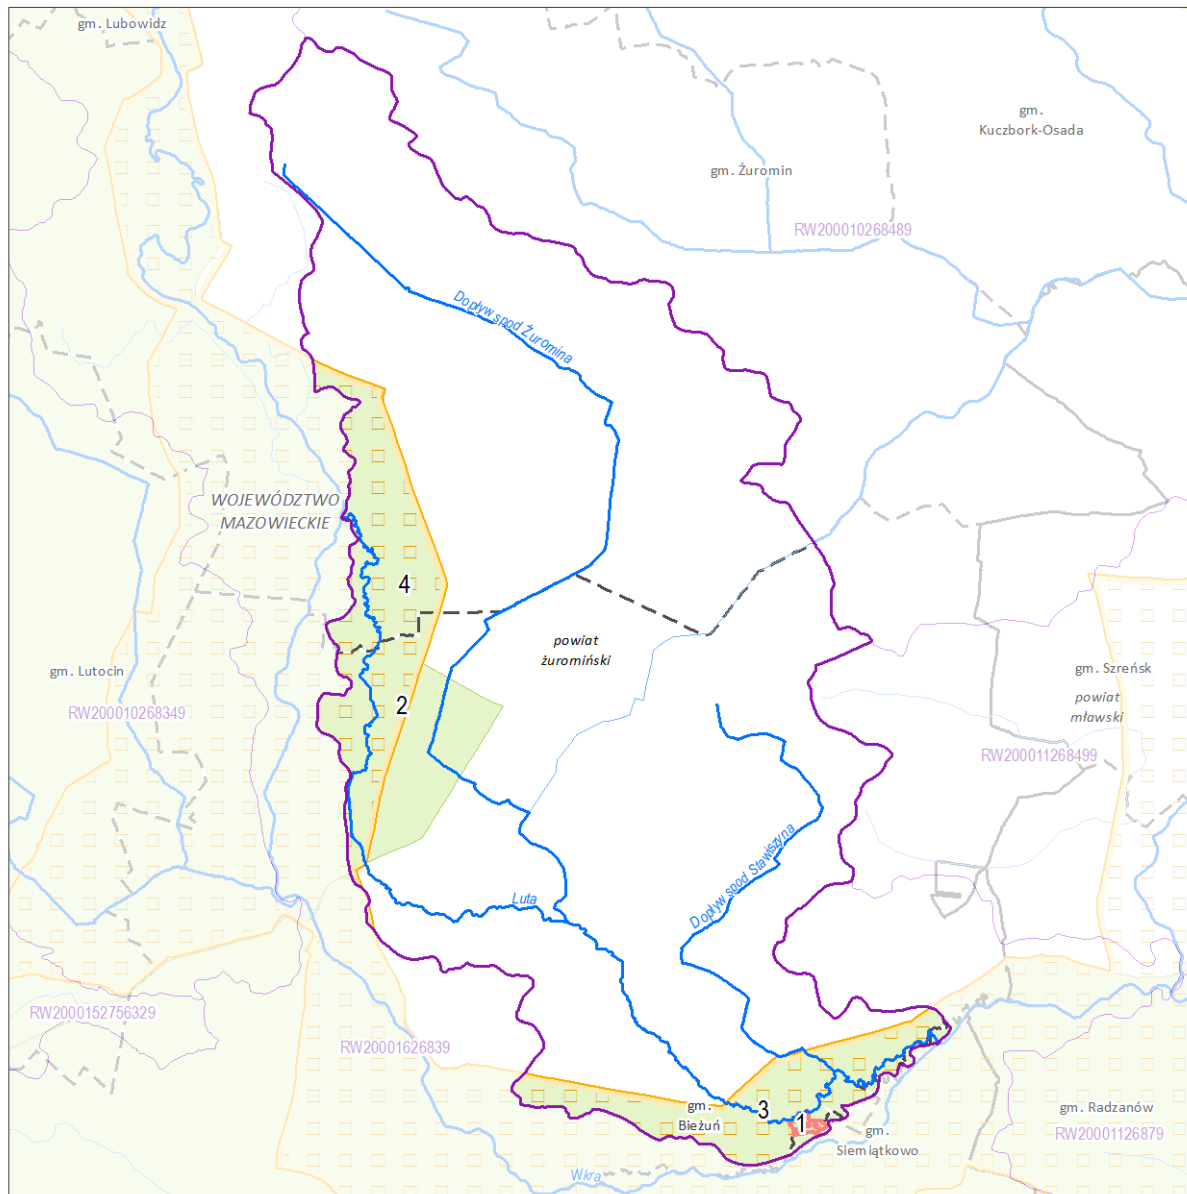 gm. Lubowidz
gm.
Kuczbork-Osada
gm. Żuromin
RW200010268489
Dopływ spod Żuromina
WOJEWÓDZTWO
MAZOWIECKIE
4
powiat
żuromiński
gm. Lutocin
gm. Szreńsk
powiat
mławski
2
RW200010268349
RW200011268499
Dopływ spod Stawiszyna
Luta
RW2000152756329
RW20001626839
gm.
Bieżuń
3
1
gm. Radzanów
RW20001126879
gm.
Siemiątkowo
Wkra